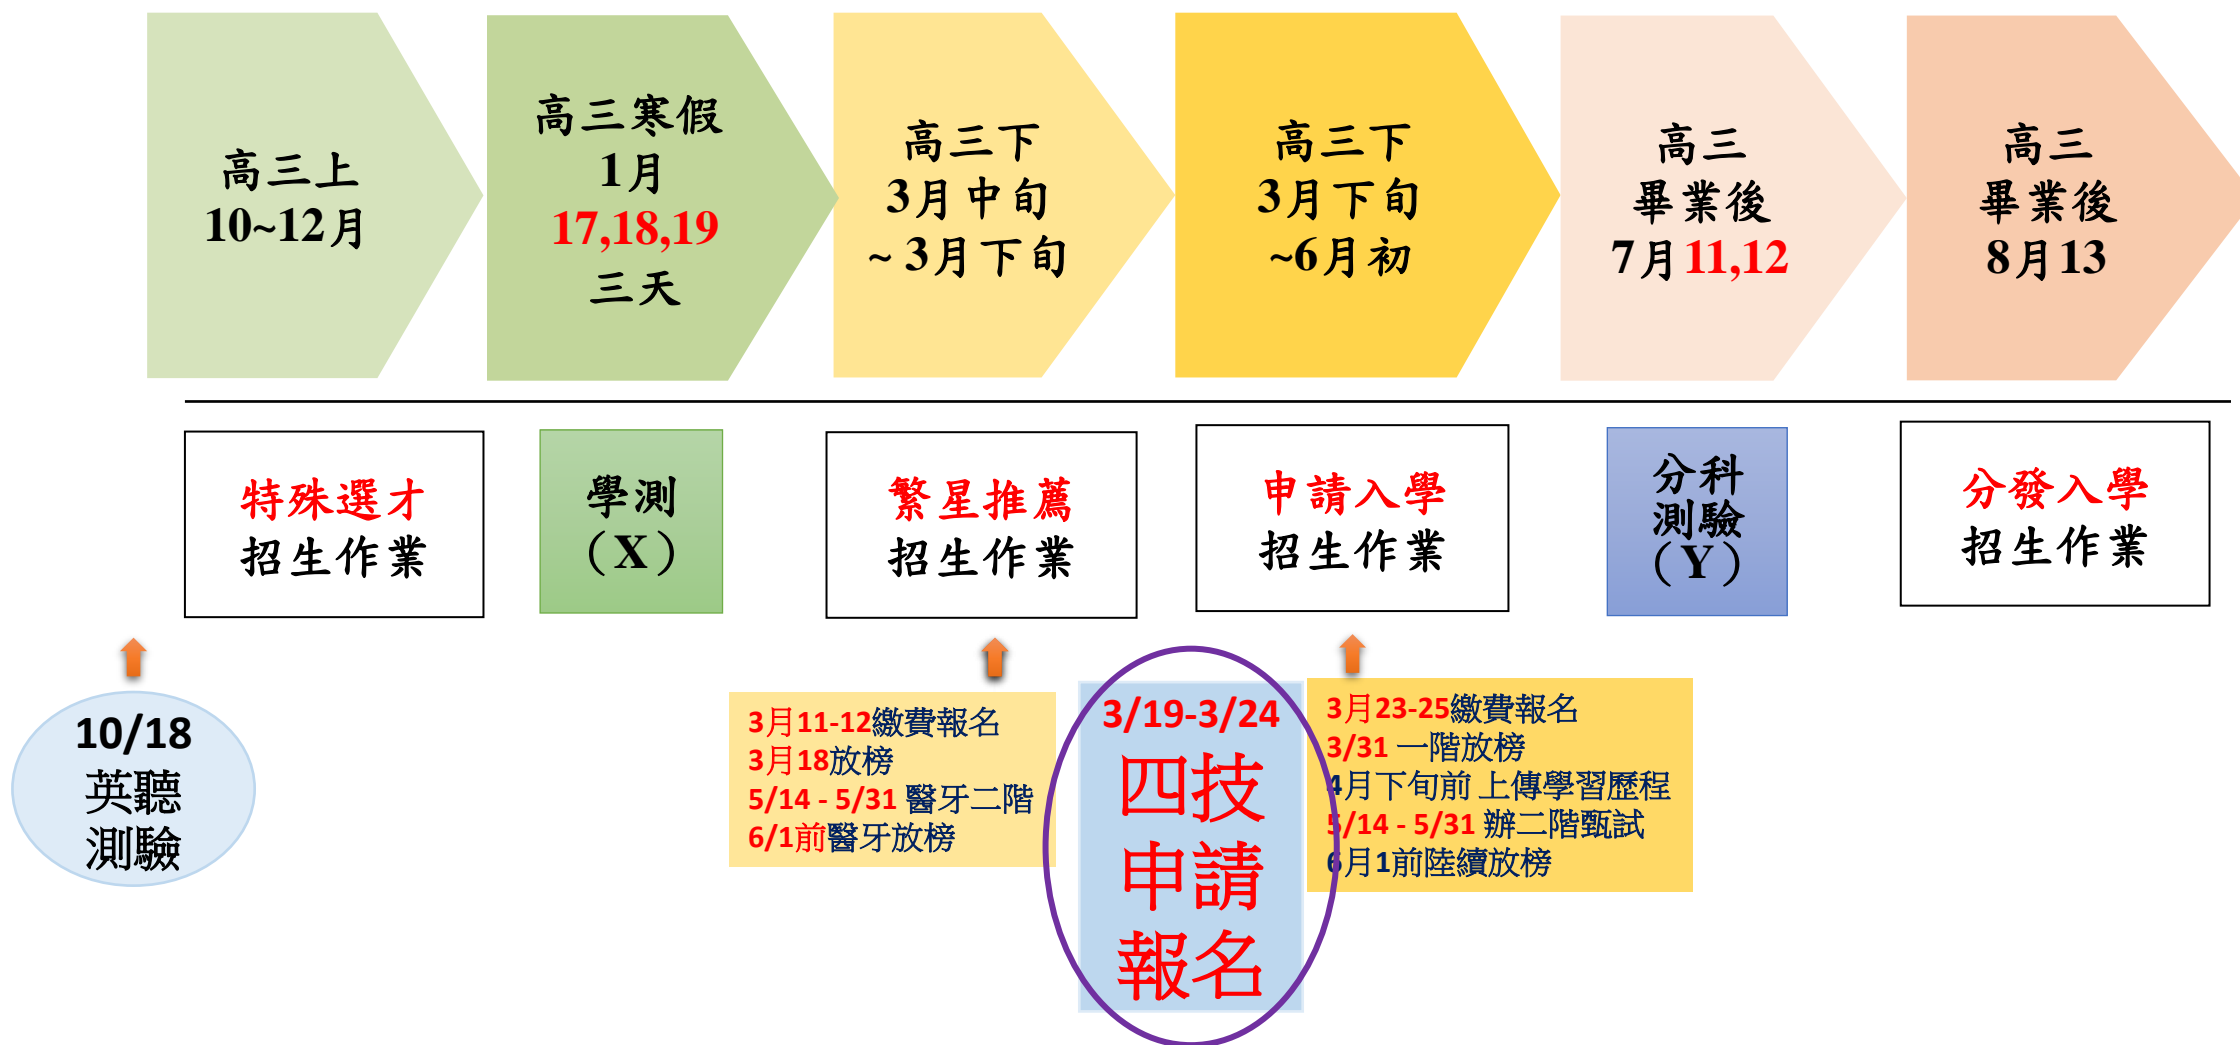 高三上
10~12月
高三寒假
1月
17,18,19
三天
高三下
3月中旬
~ 3月下旬
高三下
3月下旬
~6月初
高三
畢業後
7月11,12
高三
畢業後
8月13
特殊選才
招生作業
學測
（X）
繁星推薦
招生作業
申請入學
招生作業
分科
測驗
（Y）
分發入學
招生作業
10/18
英聽
測驗
3月11-12繳費報名
3月18放榜
5/14 - 5/31 醫牙二階
6/1前醫牙放榜
3/19-3/24
四技
申請
報名
3月23-25繳費報名
3/31 一階放榜
4月下旬前 上傳學習歷程
5/14 - 5/31 辦二階甄試
6月1前陸續放榜